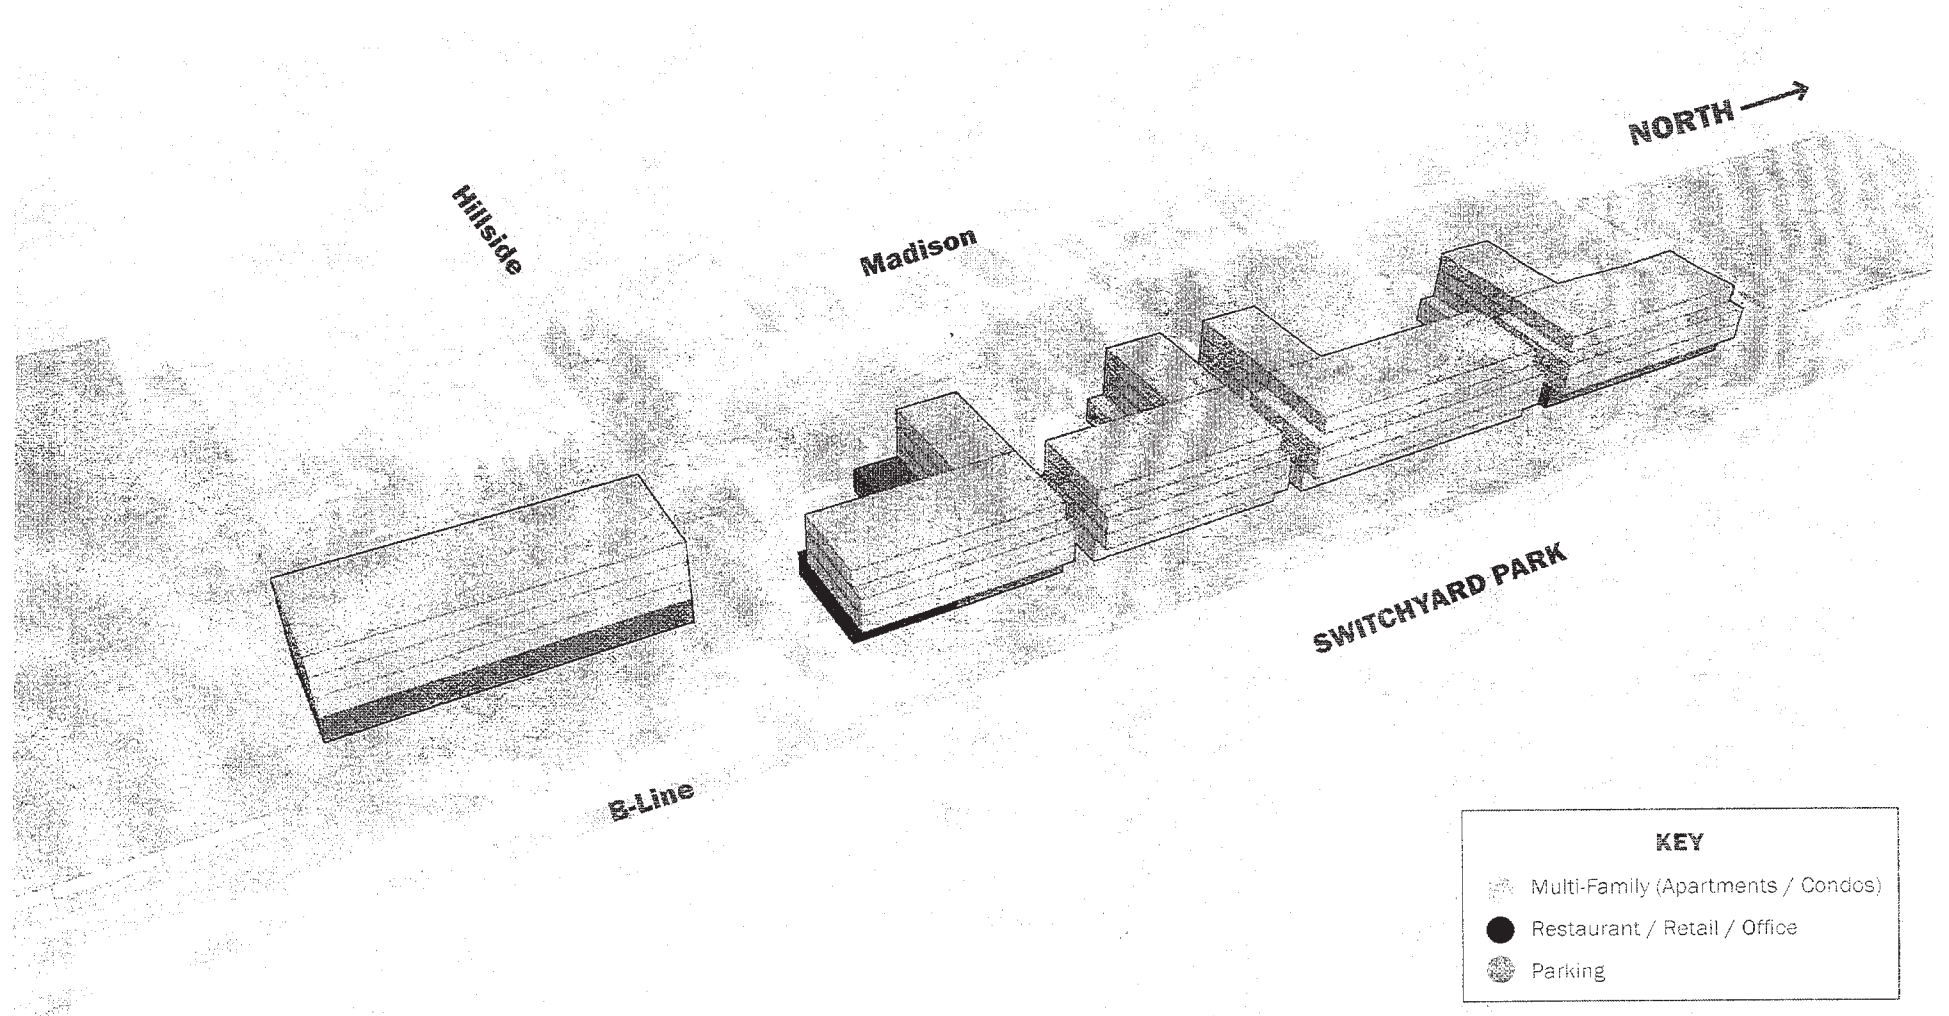 NORTH
Hillside
Madison
SWITCHYARD PARK
B-Line
KEY
Multi-Family (Apartments / Condos)
Restaurant / Retail / Office
Parking